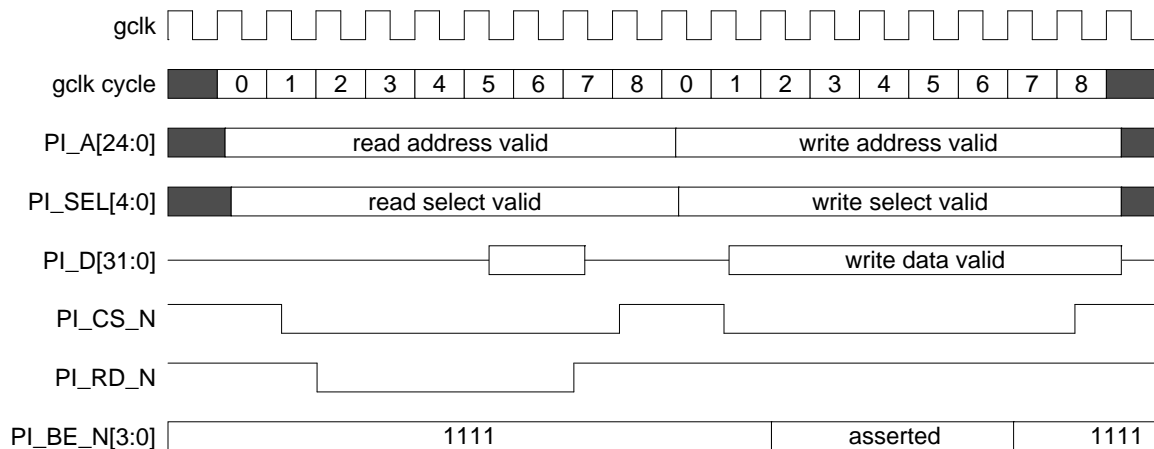 gclk
gclk cycle 0 1 2 3 4 5 6 7 8 0 1 2 3 4 5 6 7 8
PI_A[24:0] read address valid write address valid
PI_SEL[4:0] read select valid write select valid
PI_D[31:0] write data valid
PI_CS_N
PI_RD_N
PI_BE_N[3:0] 1111 asserted 1111